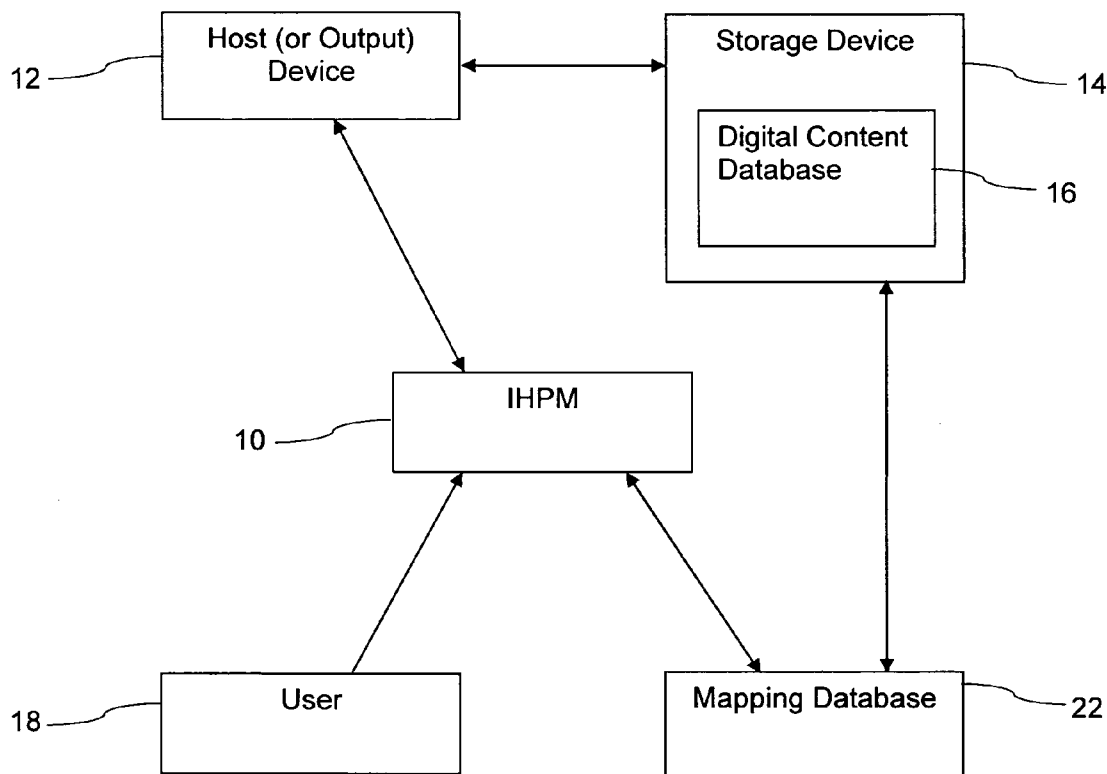 Host (or Output)
Device
12
Storage Device
14
Digital Content
Database
16
IHPM
10
User
18
Mapping Database
22